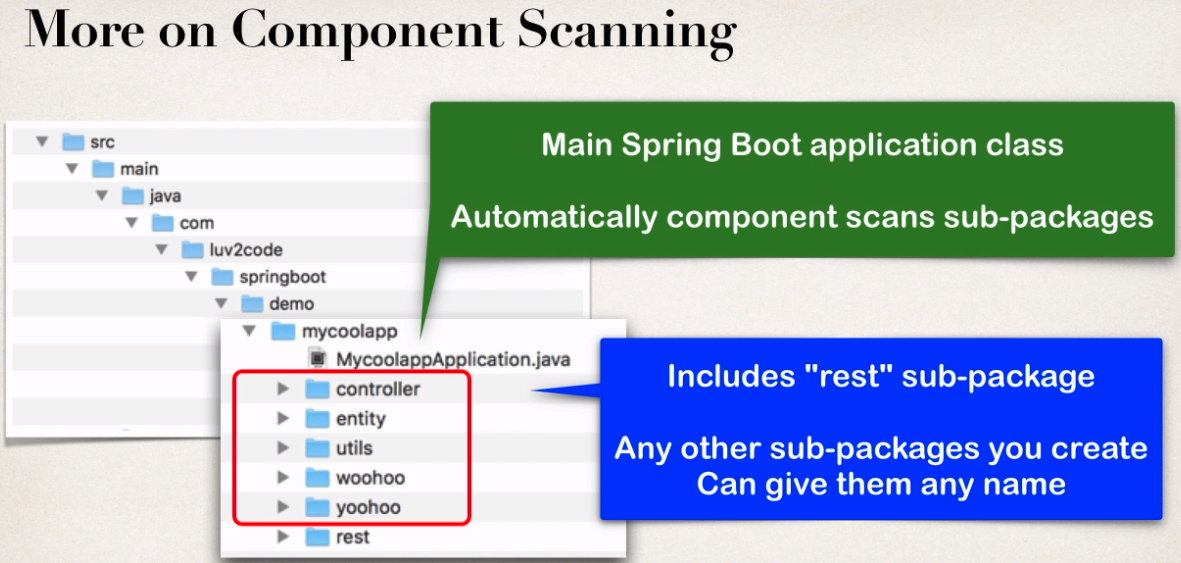 More on Component Scanning
src
main
java
com
luv2code
springboot
demo
mycoolapp
MycoolappApplication.java
controller
entity
utils
woohoo
yoohoo
rest
Main Spring Boot application class
Automatically component scans sub-packages
Includes "rest" sub-package
Any other sub-packages you create
Can give them any name